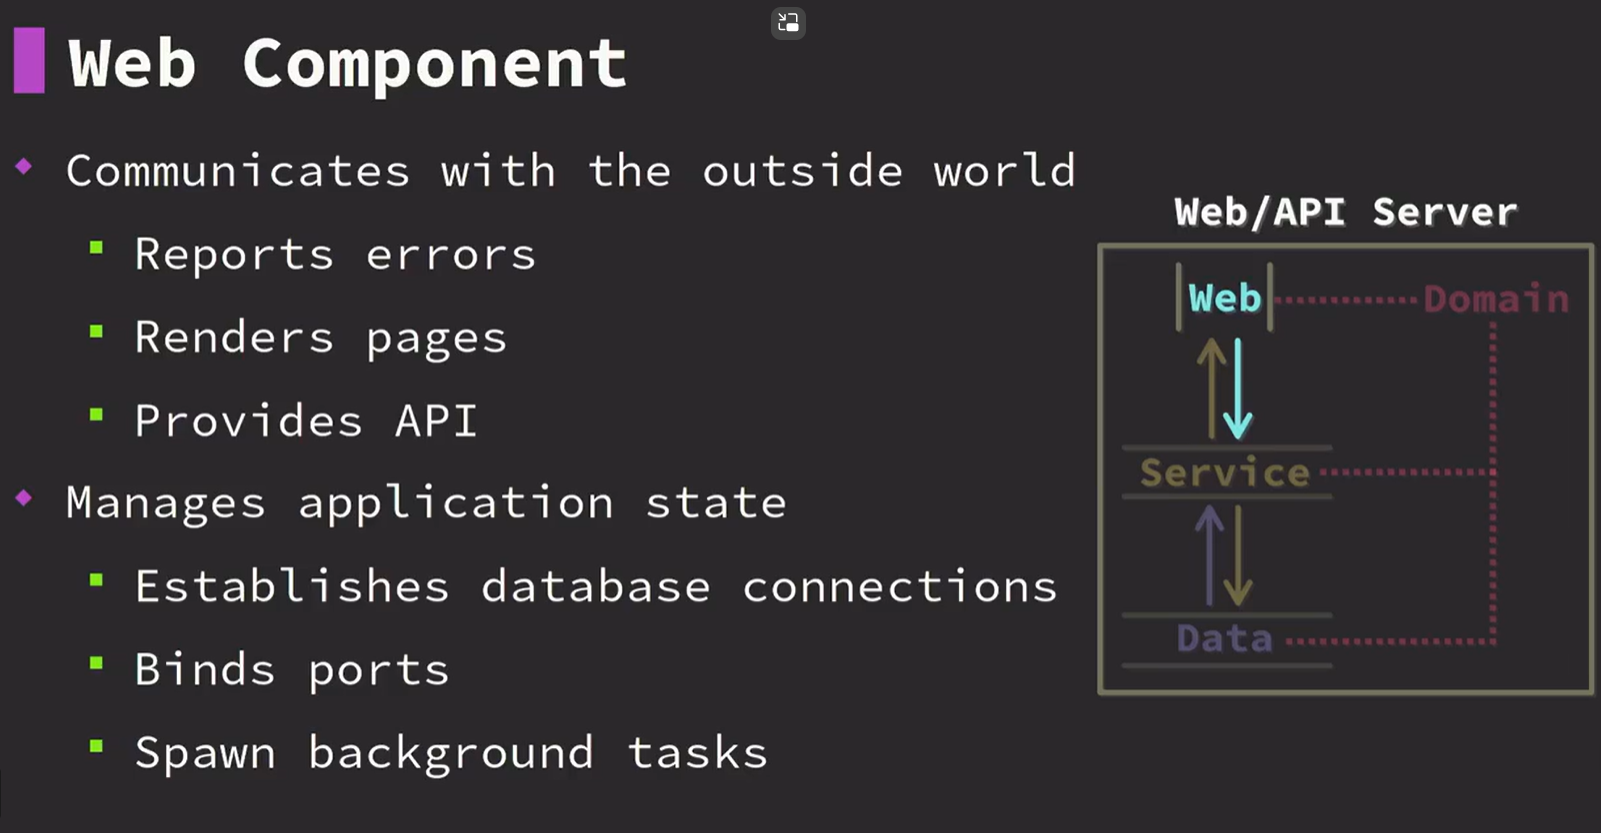 Web Component
Communicates with the outside world
Reports errors
Renders pages
Provides API
Manages application state
Establishes database connections
Binds ports
Spawn background tasks
Web/API Server
Web
Domain
Service
Data